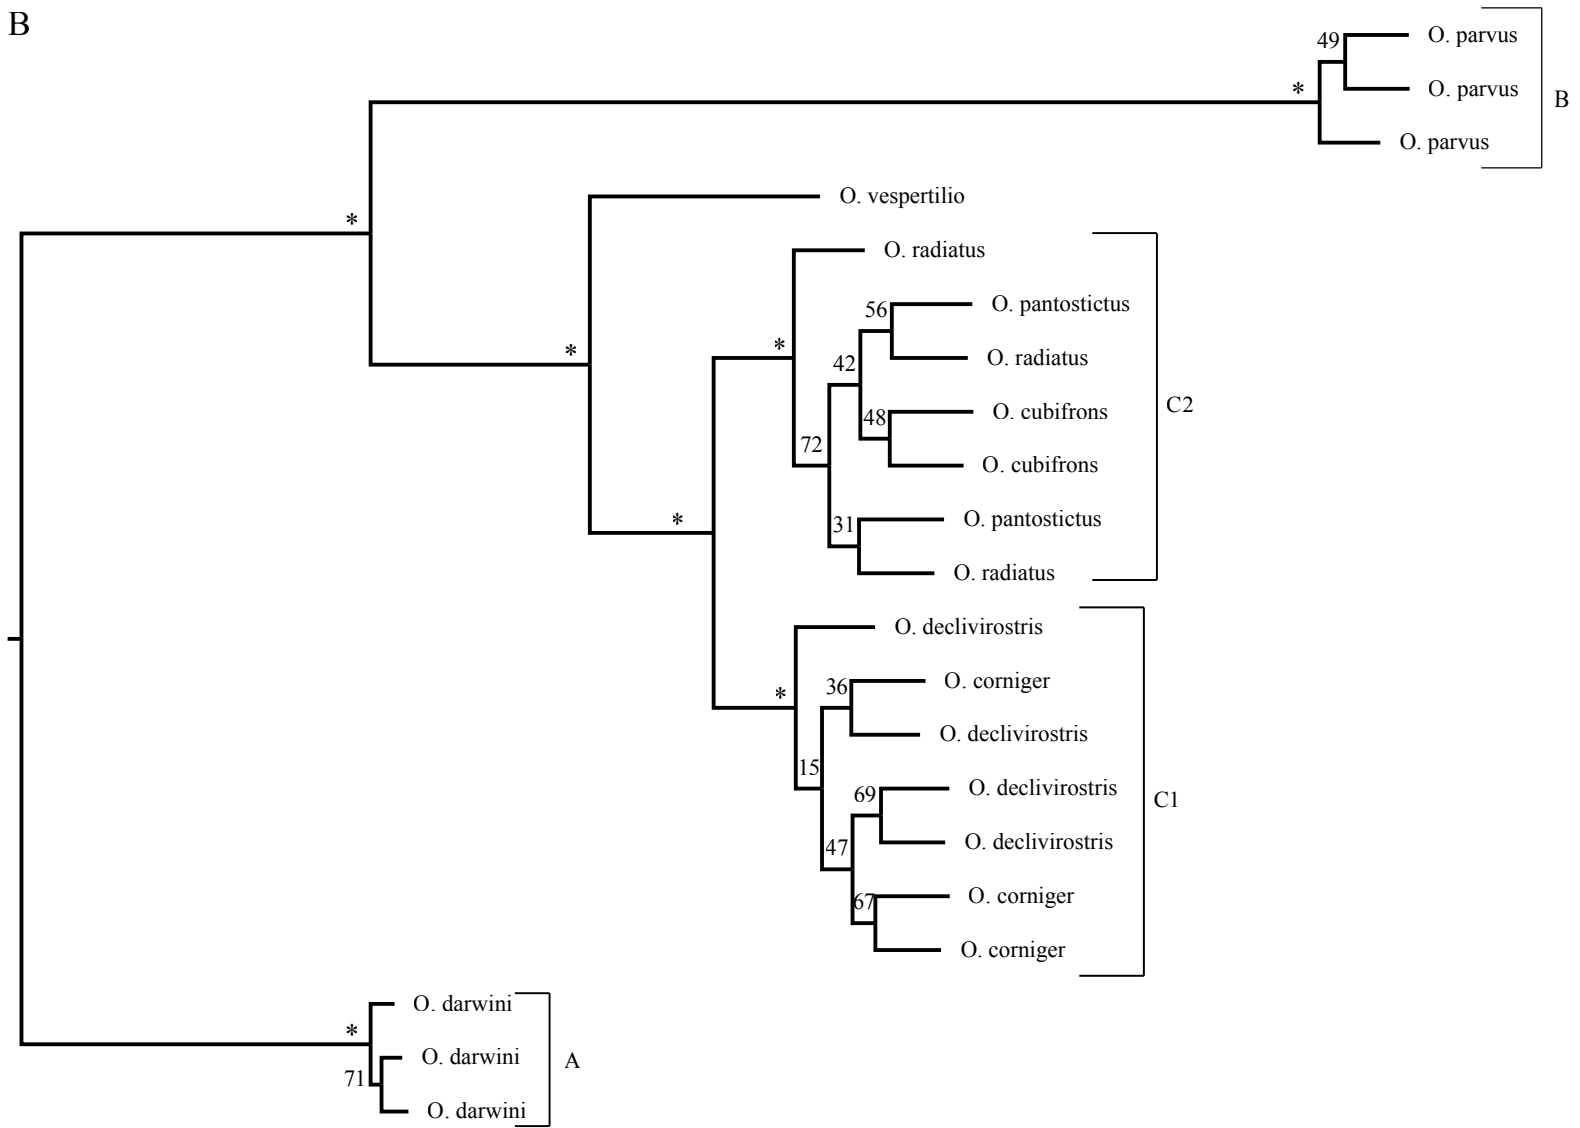 B
49
O. parvus
*
O. parvus
B
O. parvus
O. vespertilio
*
O. radiatus
56
O. pantostictus
*
*
42
O. radiatus
C2
48
O. cubifrons
72
O. cubifrons
*
31
O. pantostictus
O. radiatus
O. declivirostris
*
36
O. corniger
O. declivirostris
15
69
O. declivirostris
C1
47
O. declivirostris
67
O. corniger
O. corniger
*
O. darwini
71
O. darwini
A
O. darwini